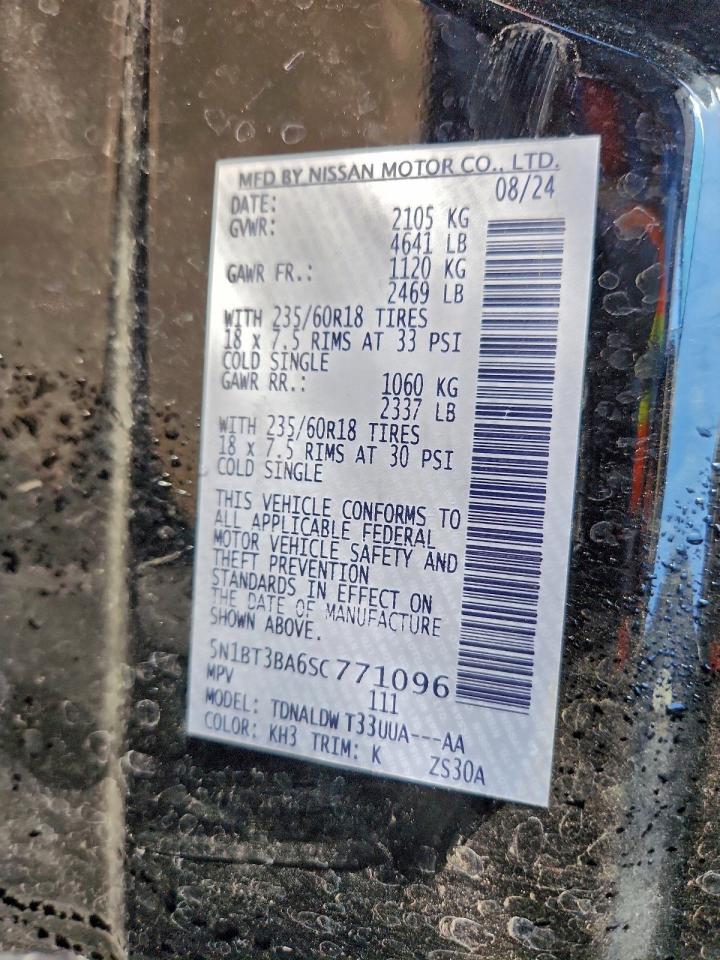 MFD BY NISSAN MOTOR CO., LTD.
DATE: 08/24
GVWR: 2105 KG
4641 LB
GAWR FR.: 1120 KG
2469 LB
WITH 235/60R18 TIRES
18 x 7.5 RIMS AT 33 PSI
COLD SINGLE
GAWR RR.: 1060 KG
2337 LB
WITH 235/60R18 TIRES
18 x 7.5 RIMS AT 30 PSI
COLD SINGLE
THIS VEHICLE CONFORMS TO
ALL APPLICABLE FEDERAL
MOTOR VEHICLE SAFETY AND
THEFT PREVENTION
STANDARDS IN EFFECT ON
THE DATE OF MANUFACTURE
SHOWN ABOVE.
5N1BT3BA6SC771096
MPV 111
MODEL: TDNALDW T33UUA---AA
COLOR: KH3 TRIM: K ZS30A